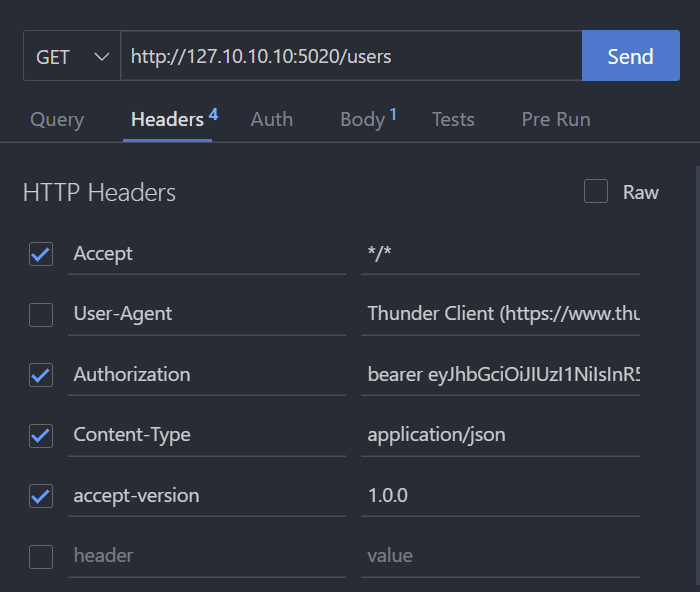 GET http://127.10.10.10:5020/users Send
Query Headers 4 Auth Body 1 Tests Pre Run
HTTP Headers Raw
Accept */*
User-Agent Thunder Client (https://www.thu
Authorization bearer eyJhbGciOiJIUzI1NiIsInR5
Content-Type application/json
accept-version 1.0.0
header value